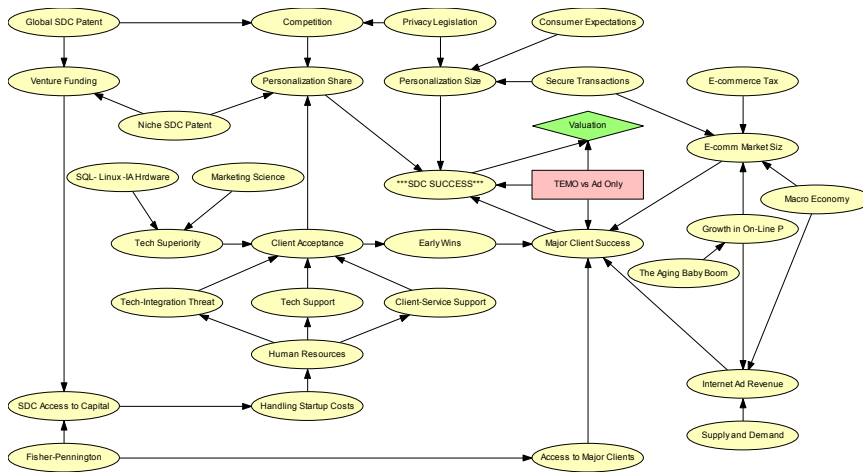 Global SDC Patent
Competition
Privacy Legislation
Consumer Expectations
Venture Funding
Personalization Share
Personalization Size
Secure Transactions
E-commerce Tax
Niche SDC Patent
Valuation
E-comm Market Siz
SQL- Linux -IA Hrdware
Marketing Science
***SDC SUCCESS***
TEMO vs Ad Only
Macro Economy
Growth in On-Line P
Tech Superiority
Client Acceptance
Early Wins
Major Client Success
The Aging Baby Boom
Tech-Integration Threat
Tech Support
Client-Service Support
Human Resources
Internet Ad Revenue
SDC Access to Capital
Handling Startup Costs
Supply and Demand
Fisher-Pennington
Access to Major Clients